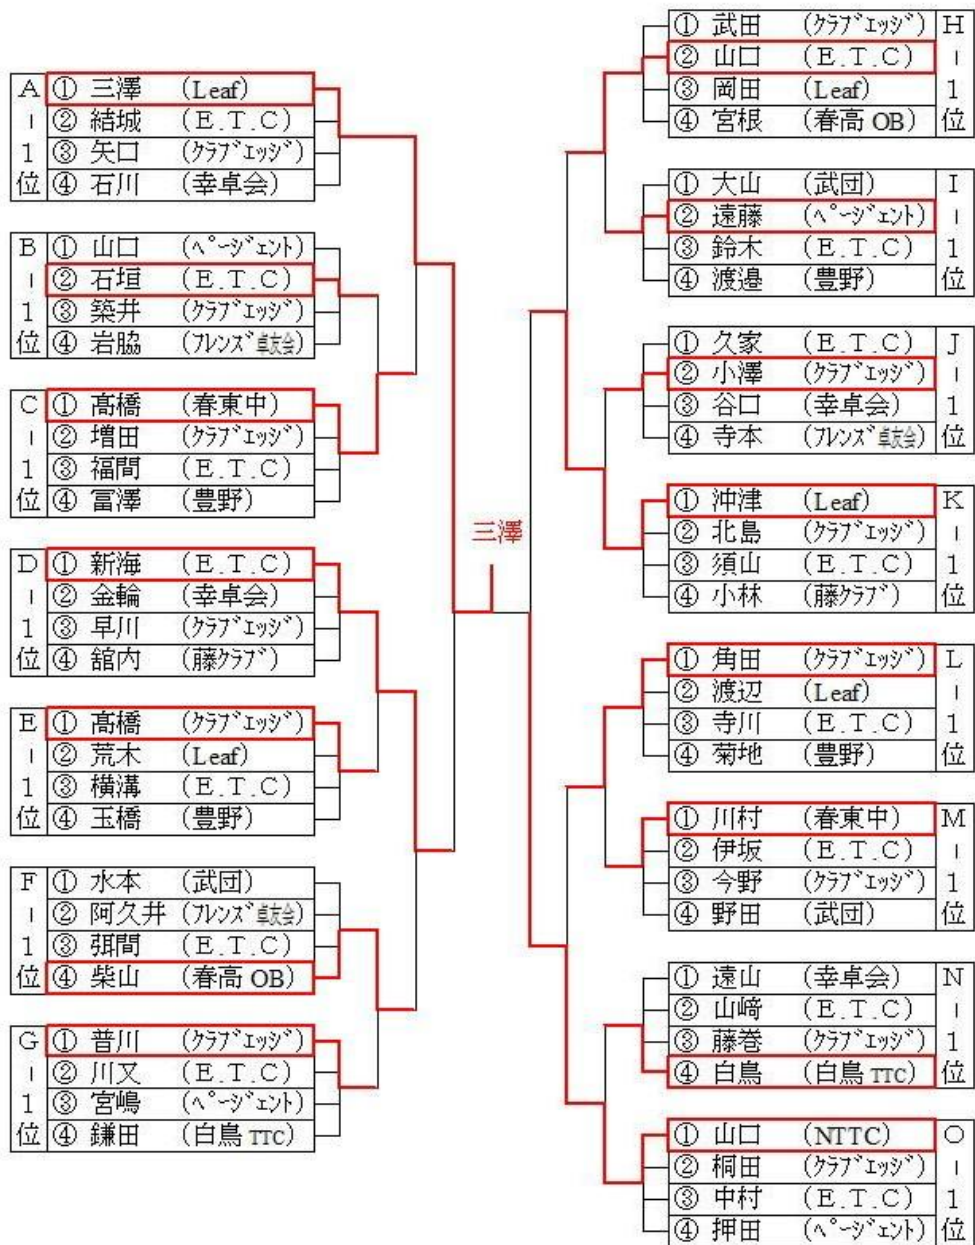 A-1位
① 三澤 (Leaf)
② 結城 (E.T.C)
③ 矢口 (クラブエッジ)
④ 石川 (幸卓会)
B-1位
① 山口 (ページェント)
② 石垣 (E.T.C)
③ 築井 (クラブエッジ)
④ 岩脇 (フレンズ卓友会)
C-1位
① 髙橋 (春東中)
② 増田 (クラブエッジ)
③ 福間 (E.T.C)
④ 富澤 (豊野)
D-1位
① 新海 (E.T.C)
② 金輪 (幸卓会)
③ 早川 (クラブエッジ)
④ 舘内 (藤クラブ)
E-1位
① 髙橋 (クラブエッジ)
② 荒木 (Leaf)
③ 横溝 (E.T.C)
④ 玉橋 (豊野)
F-1位
① 水本 (武団)
② 阿久井 (フレンズ卓友会)
③ 弭間 (E.T.C)
④ 柴山 (春高OB)
G-1位
① 普川 (クラブエッジ)
② 川又 (E.T.C)
③ 宮嶋 (ページェント)
④ 鎌田 (白鳥TTC)
三澤
H-1位
① 武田 (クラブエッジ)
② 山口 (E.T.C)
③ 岡田 (Leaf)
④ 宮根 (春高OB)
I-1位
① 大山 (武団)
② 遠藤 (ページェント)
③ 鈴木 (E.T.C)
④ 渡邉 (豊野)
J-1位
① 久家 (E.T.C)
② 小澤 (クラブエッジ)
③ 谷口 (幸卓会)
④ 寺本 (フレンズ卓友会)
K-1位
① 沖津 (Leaf)
② 北島 (クラブエッジ)
③ 須山 (E.T.C)
④ 小林 (藤クラブ)
L-1位
① 角田 (クラブエッジ)
② 渡辺 (Leaf)
③ 寺川 (E.T.C)
④ 菊地 (豊野)
M-1位
① 川村 (春東中)
② 伊坂 (E.T.C)
③ 今野 (クラブエッジ)
④ 野田 (武団)
N-1位
① 遠山 (幸卓会)
② 山﨑 (E.T.C)
③ 藤巻 (クラブエッジ)
④ 白鳥 (白鳥TTC)
O-1位
① 山口 (NTTC)
② 桐田 (クラブエッジ)
③ 中村 (E.T.C)
④ 押田 (ページェント)